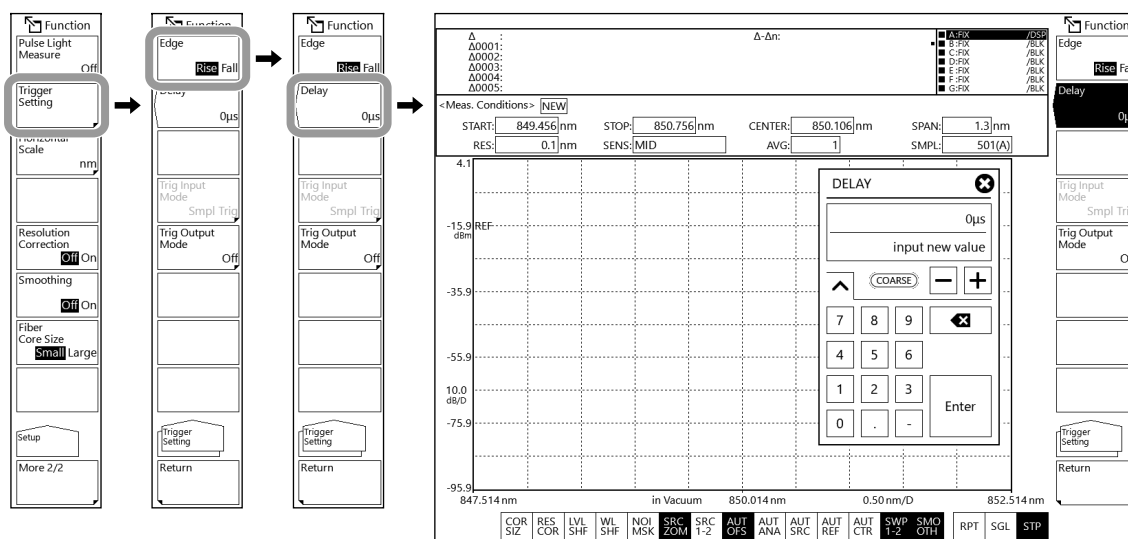 Function
Pulse Light
Measure
Off
Trigger
Setting
Horizontal
Scale
nm
Resolution
Correction
Off On
Smoothing
Off On
Fiber
Core Size
Small Large
Setup
More 2/2
Function
Edge
Rise Fall
Delay
0µs
Trig Input
Mode
Smpl Trig
Trig Output
Mode
Off
Trigger
Setting
Return
Function
Edge
Rise Fall
Delay
0µs
Trig Input
Mode
Smpl Trig
Trig Output
Mode
Off
Trigger
Setting
Return
Δ :
Δ0001:
Δ0002:
Δ0003:
Δ0004:
Δ0005:
Δ-Δn:
A:FIX /DSP
B:FIX /BLK
C:FIX /BLK
D:FIX /BLK
E:FIX /BLK
F:FIX /BLK
G:FIX /BLK
<Meas. Conditions> NEW
START: 849.456 nm STOP: 850.756 nm CENTER: 850.106 nm SPAN: 1.3 nm
RES: 0.1 nm SENS: MID AVG: 1 SMPL: 501(A)
4.1
-15.9 REF
dBm
-35.9
-55.9
10.0
dB/D
-75.9
-95.9
847.514 nm in Vacuum 850.014 nm 0.50 nm/D 852.514 nm
DELAY
0µs
input new value
COARSE
7 8 9
4 5 6
1 2 3
Enter
0 . -
COR SIZ
RES COR
LVL SHF
WL SHF
NOI MSK
SRC ZOM
SRC 1-2
AUT OFS
AUT ANA
AUT SRC
AUT REF
AUT CTR
SWP 1-2
SMO OTH
RPT SGL STP
Function
Edge
Rise Fa
Delay
0µ
Trig Input
Mode
Smpl Tri
Trig Output
Mode
O
Trigger
Setting
Return